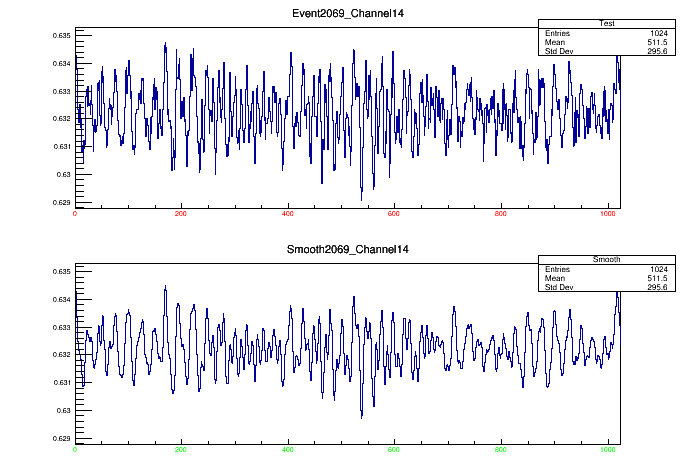 Event2069_Channel14
Test
Entries 1024
Mean 511.5
Std Dev 295.6
0.635
0.634
0.633
0.632
0.631
0.63
0.629
0 200 400 600 800 1000
Smooth2069_Channel14
Smooth
Entries 1024
Mean 511.5
Std Dev 295.6
0.635
0.634
0.633
0.632
0.631
0.63
0.629
0 200 400 600 800 1000